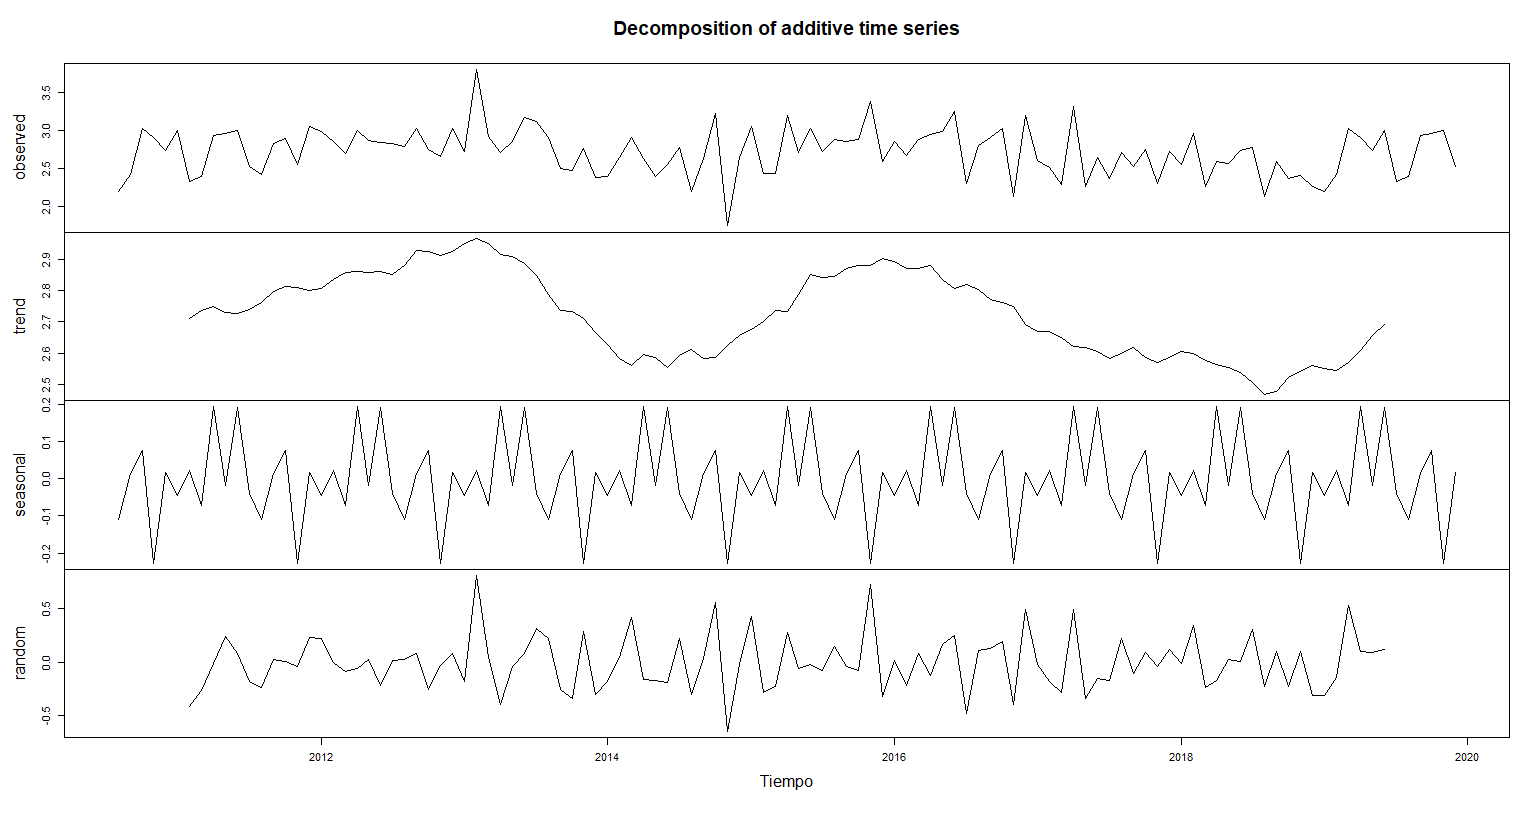 Decomposition of additive time series
observed
2.0 2.5 3.0 3.5
trend
2.5 2.6 2.7 2.8 2.9
seasonal
-0.2 -0.1 0.0 0.1 0.2
random
-0.5 0.0 0.5
2012 2014 2016 2018 2020
Tiempo